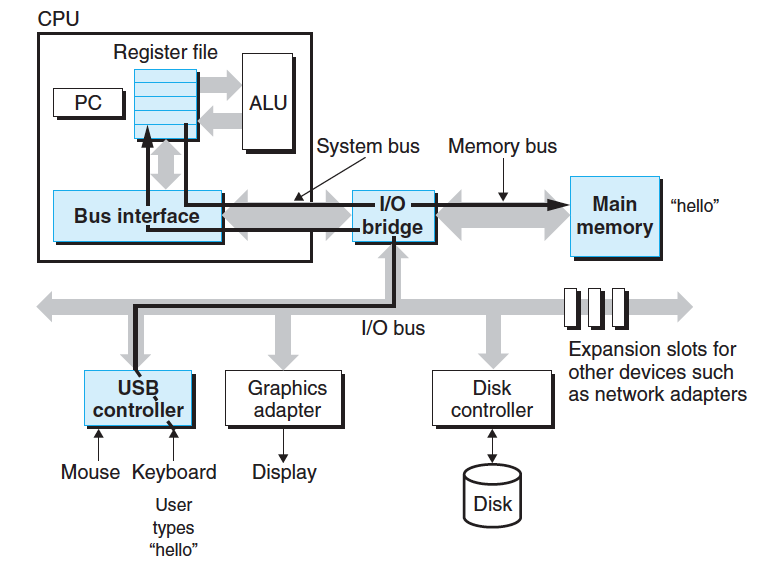 CPU
Register file
PC
ALU
System bus
Memory bus
Bus interface
I/O
bridge
Main
memory
“hello”
I/O bus
Expansion slots for
other devices such
as network adapters
USB
controller
Graphics
adapter
Disk
controller
Mouse
Keyboard
Display
User
types
“hello”
Disk